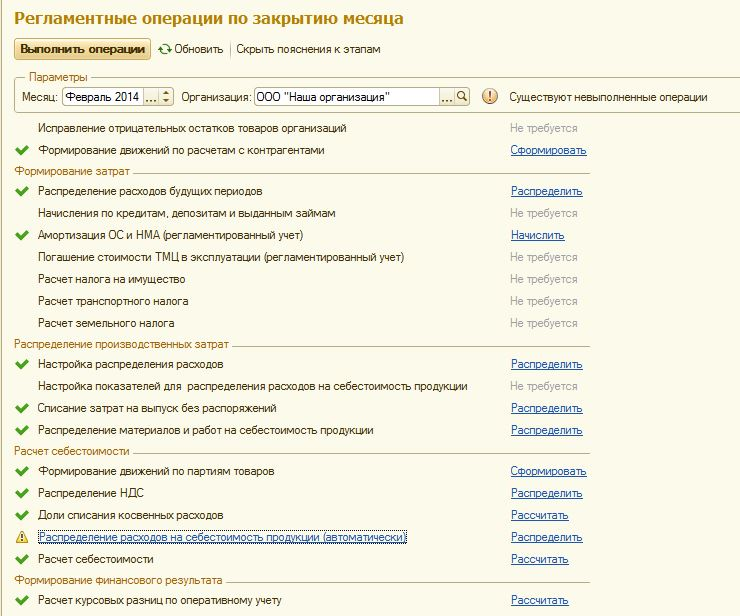 Регламентные операции по закрытию месяца
Выполнить операции Обновить Скрыть пояснения к этапам
Параметры
Месяц: Февраль 2014 ... Организация: ООО "Наша организация" ... Существуют невыполненные операции
Исправление отрицательных остатков товаров организаций Не требуется
Формирование движений по расчетам с контрагентами Сформировать
Формирование затрат
Распределение расходов будущих периодов Распределить
Начисления по кредитам, депозитам и выданным займам Не требуется
Амортизация ОС и НМА (регламентированный учет) Начислить
Погашение стоимости ТМЦ в эксплуатации (регламентированный учет) Не требуется
Расчет налога на имущество Не требуется
Расчет транспортного налога Не требуется
Расчет земельного налога Не требуется
Распределение производственных затрат
Настройка распределения расходов Распределить
Настройка показателей для распределения расходов на себестоимость продукции Не требуется
Списание затрат на выпуск без распоряжений Распределить
Распределение материалов и работ на себестоимость продукции Распределить
Расчет себестоимости
Формирование движений по партиям товаров Сформировать
Распределение НДС Распределить
Доли списания косвенных расходов Рассчитать
Распределение расходов на себестоимость продукции (автоматически) Распределить
Расчет себестоимости Рассчитать
Формирование финансового результата
Расчет курсовых разниц по оперативному учету Рассчитать